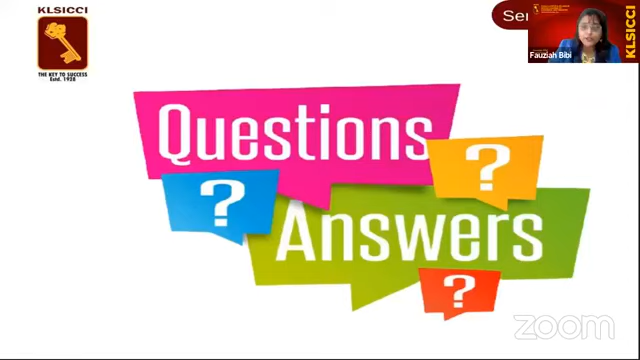 KLSICCI
THE KEY TO SUCCESS
Estd. 1928
Questions
?
?
Answers
?
Fauziah Bibi
KLSICCI
zoom